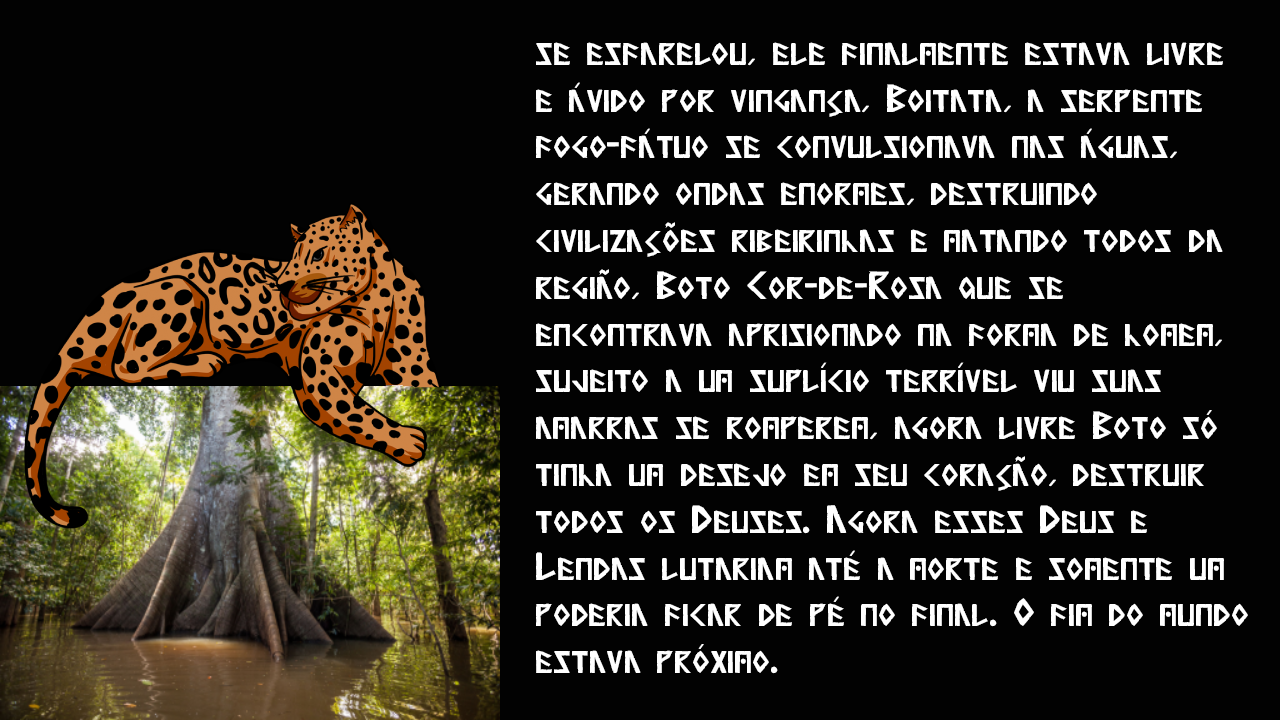 se esfarelou, ele finalmente estava livre
e ávido por vingança, Boitata, a serpente
fogo-fátuo se convulsionava nas águas,
gerando ondas enormes, destruindo
civilizações ribeirinhas e matando todos da
região, Boto Cor-de-Rosa que se
encontrava aprisionado na forma de homem,
sujeito a um suplício terrível viu suas
amarras se romperem, agora livre Boto só
tinha um desejo em seu coração, destruir
todos os Deuses. Agora esses Deus e
Lendas lutariam até a morte e somente um
poderia ficar de pé no final. O fim do mundo
estava próximo.